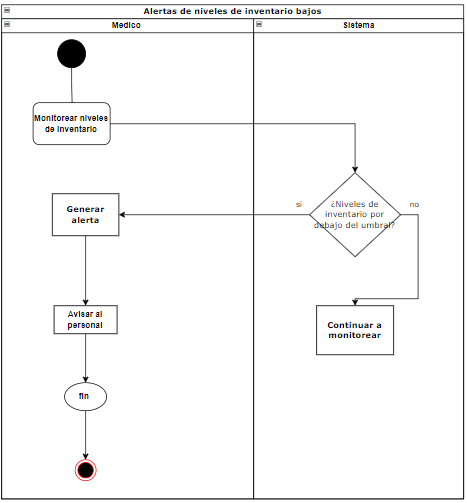 Alertas de niveles de inventario bajos
Medico
Sistema
Monitorear niveles
de inventario
si
¿Niveles de
inventario por
debajo del umbral?
no
Generar
alerta
Avisar al
personal
Continuar a
monitorear
fin